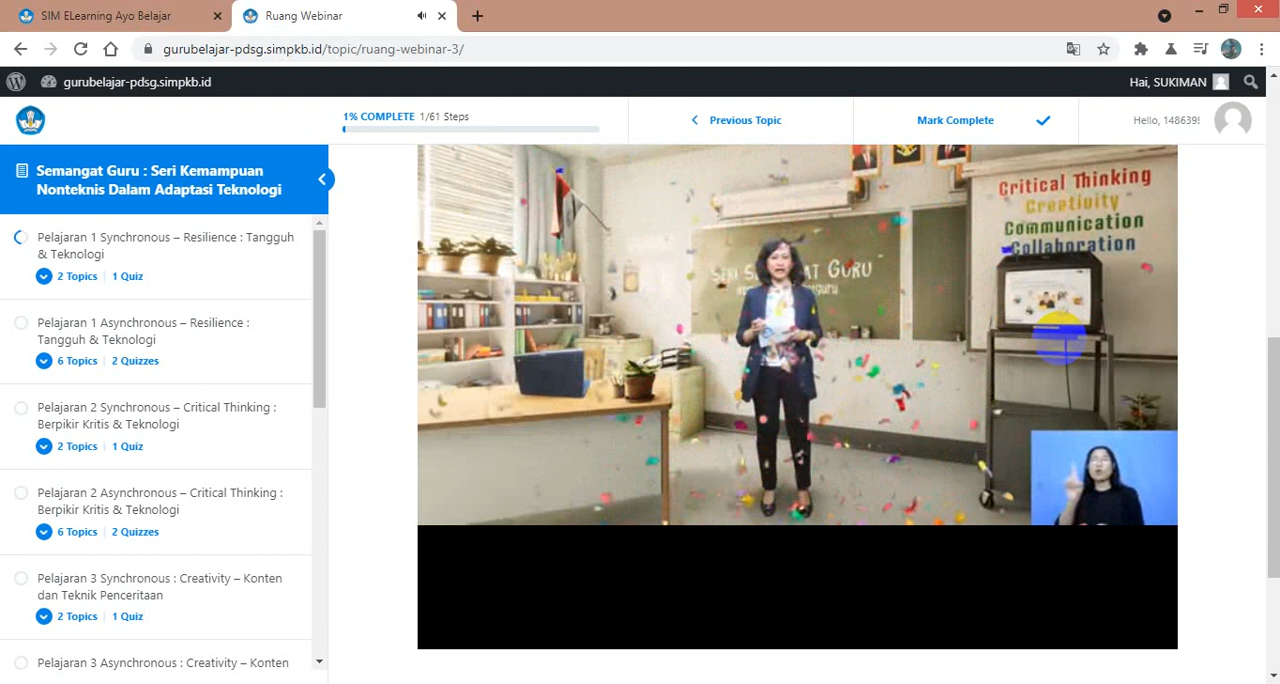 SIM ELearning Ayo Belajar
Ruang Webinar
gurubelajar-pdsg.simpkb.id/topic/ruang-webinar-3/
gurubelajar-pdsg.simpkb.id
Hai, SUKIMAN
1% COMPLETE 1/61 Steps
Previous Topic
Mark Complete
Hello, 148639!
Semangat Guru : Seri Kemampuan
Nonteknis Dalam Adaptasi Teknologi
Pelajaran 1 Synchronous – Resilience : Tangguh
& Teknologi
2 Topics | 1 Quiz
Pelajaran 1 Asynchronous – Resilience :
Tangguh & Teknologi
6 Topics | 2 Quizzes
Pelajaran 2 Synchronous – Critical Thinking :
Berpikir Kritis & Teknologi
2 Topics | 1 Quiz
Pelajaran 2 Asynchronous – Critical Thinking :
Berpikir Kritis & Teknologi
6 Topics | 2 Quizzes
Pelajaran 3 Synchronous : Creativity – Konten
dan Teknik Penceritaan
2 Topics | 1 Quiz
Pelajaran 3 Asynchronous : Creativity – Konten
Critical Thinking
Creativity
Communication
Collaboration
GURU